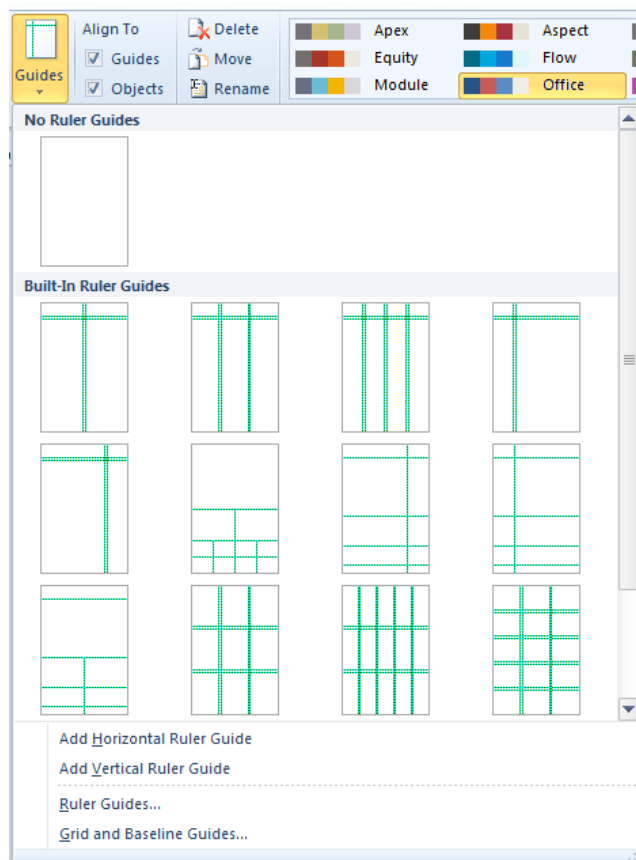 Guides
Align To
Guides
Objects
Delete
Move
Rename
Apex
Aspect
Equity
Flow
Module
Office
No Ruler Guides
Built-In Ruler Guides
Add Horizontal Ruler Guide
Add Vertical Ruler Guide
Ruler Guides...
Grid and Baseline Guides...